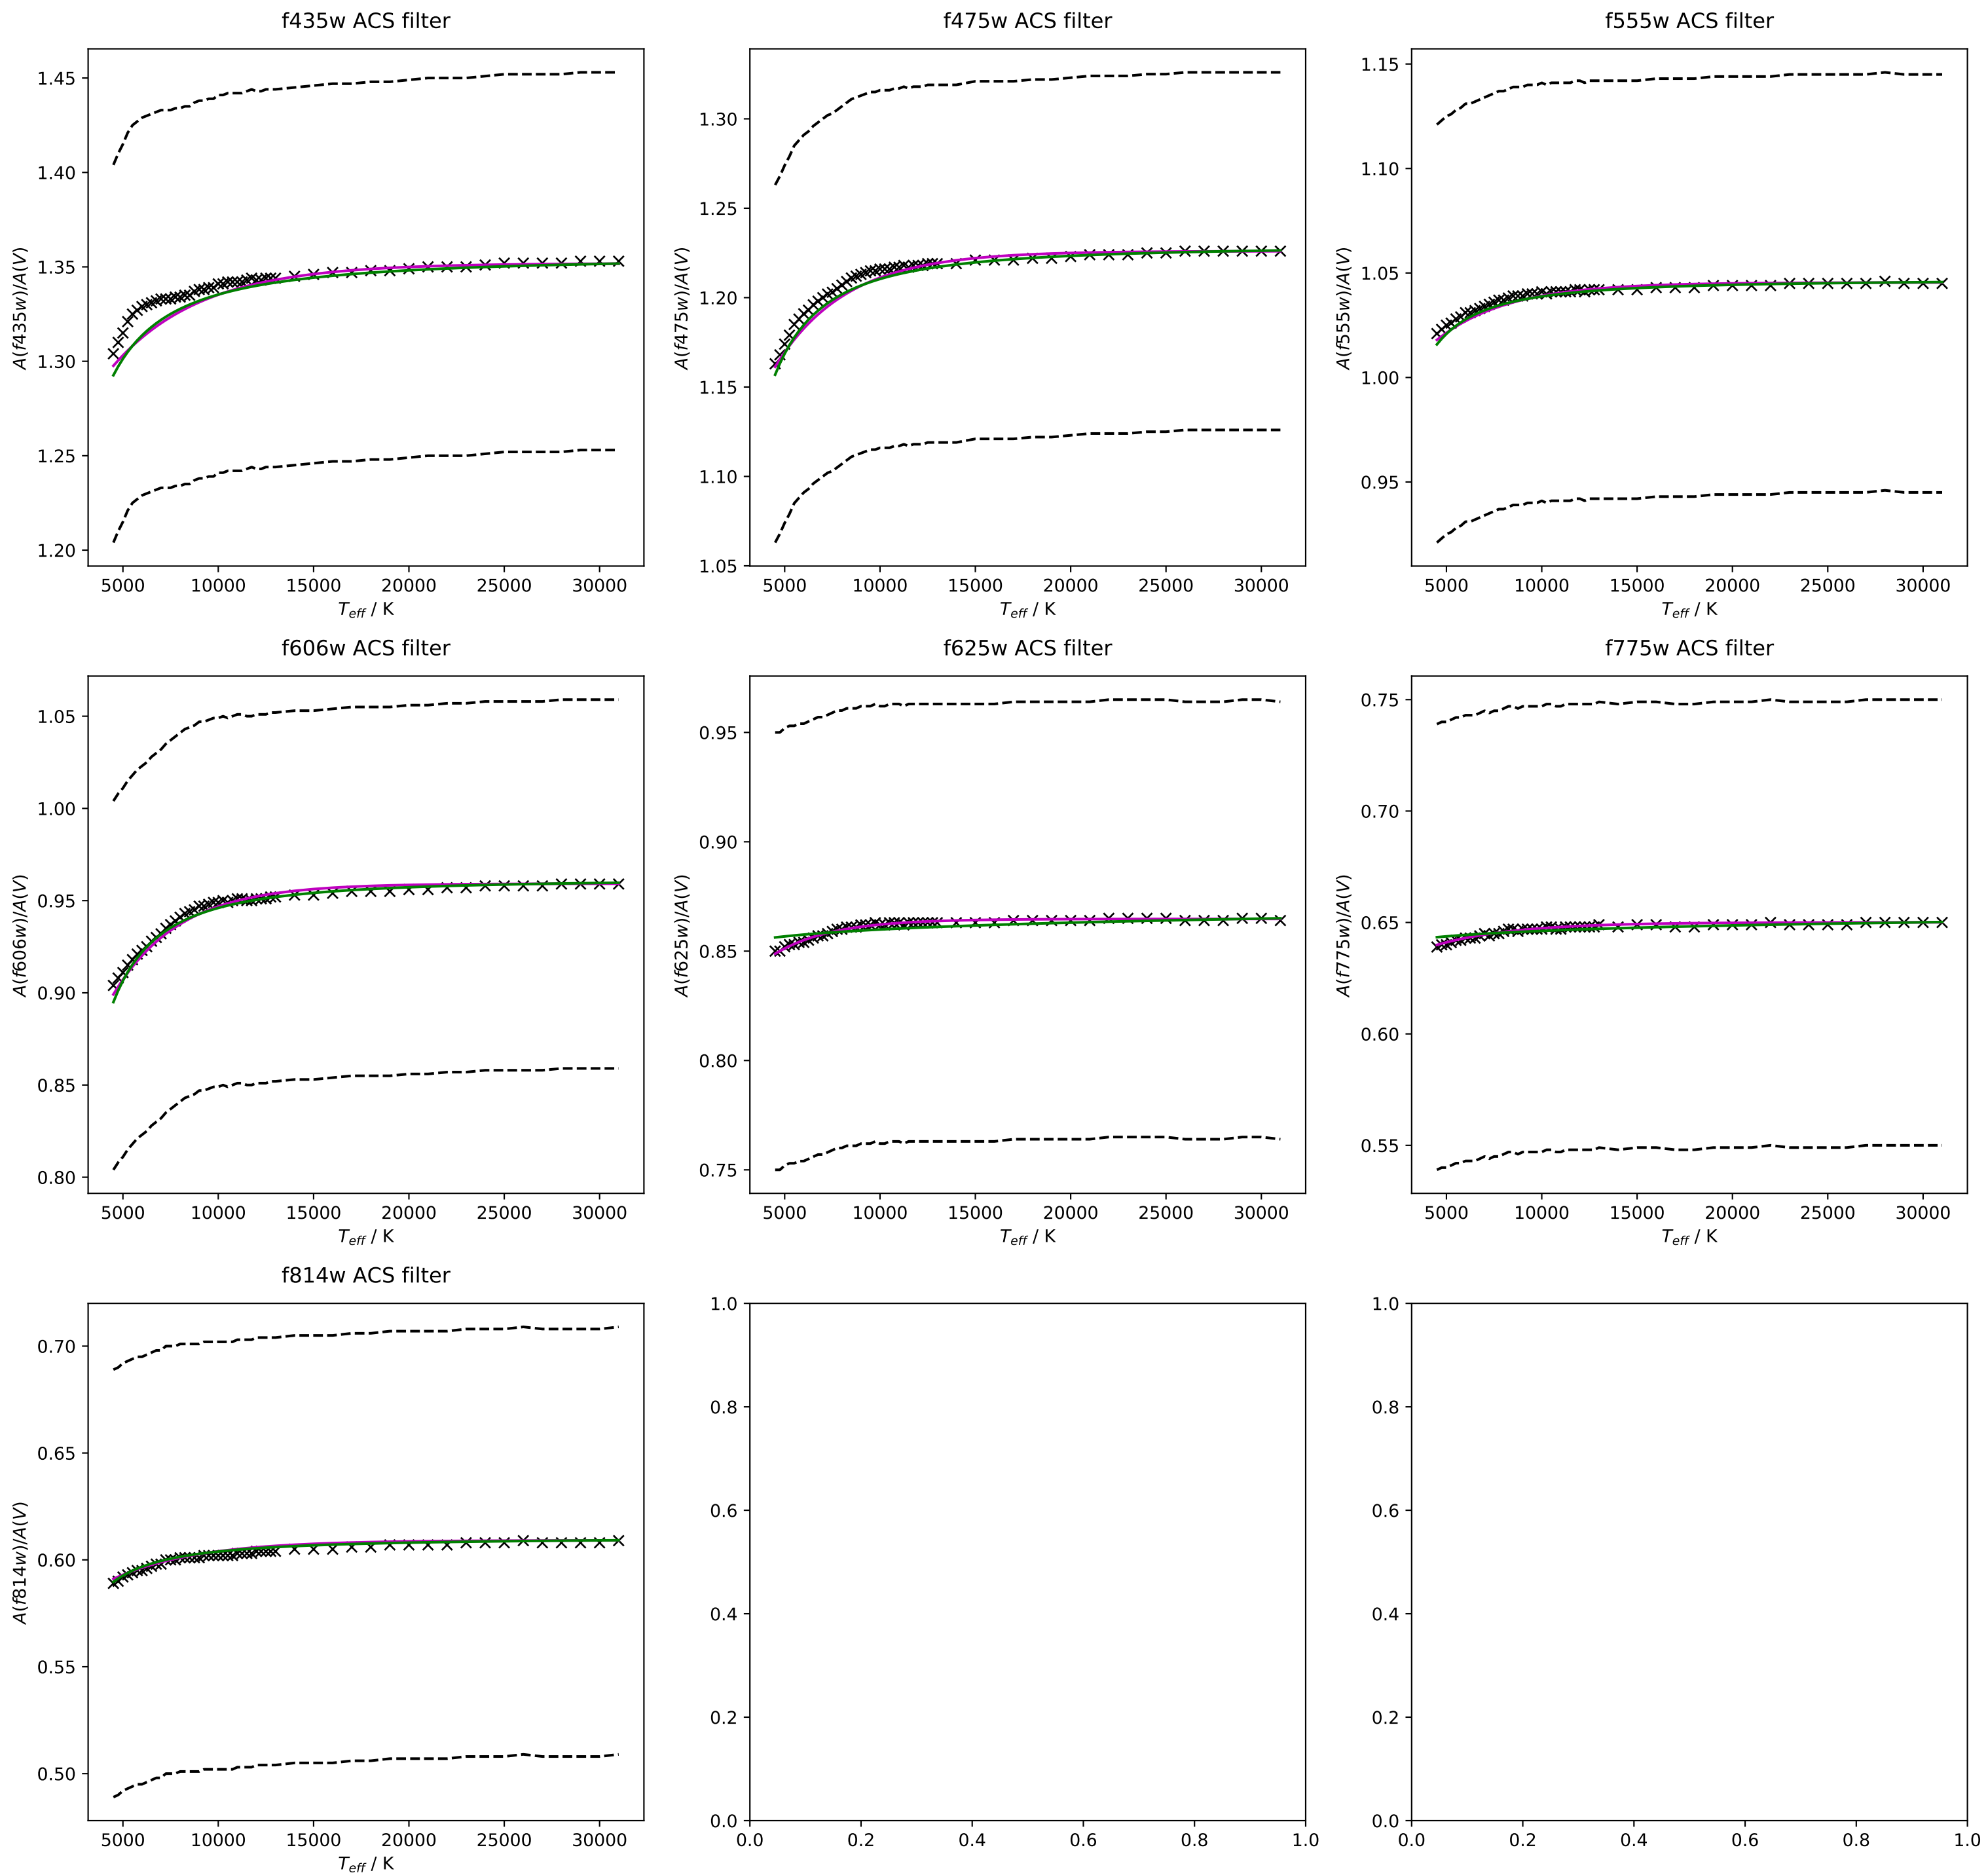 f435w ACS filter
f475w ACS filter
f555w ACS filter
A(f435w)/A(V)
1.45
1.40
1.35
1.30
1.25
1.20
5000 10000 15000 20000 25000 30000
T_eff / K
A(f475w)/A(V)
1.30
1.25
1.20
1.15
1.10
1.05
5000 10000 15000 20000 25000 30000
T_eff / K
A(f555w)/A(V)
1.15
1.10
1.05
1.00
0.95
5000 10000 15000 20000 25000 30000
T_eff / K
f606w ACS filter
f625w ACS filter
f775w ACS filter
A(f606w)/A(V)
1.05
1.00
0.95
0.90
0.85
0.80
5000 10000 15000 20000 25000 30000
T_eff / K
A(f625w)/A(V)
0.95
0.90
0.85
0.80
0.75
5000 10000 15000 20000 25000 30000
T_eff / K
A(f775w)/A(V)
0.75
0.70
0.65
0.60
0.55
5000 10000 15000 20000 25000 30000
T_eff / K
f814w ACS filter
A(f814w)/A(V)
0.70
0.65
0.60
0.55
0.50
5000 10000 15000 20000 25000 30000
T_eff / K
1.0
0.8
0.6
0.4
0.2
0.0
0.0 0.2 0.4 0.6 0.8 1.0
1.0
0.8
0.6
0.4
0.2
0.0
0.0 0.2 0.4 0.6 0.8 1.0